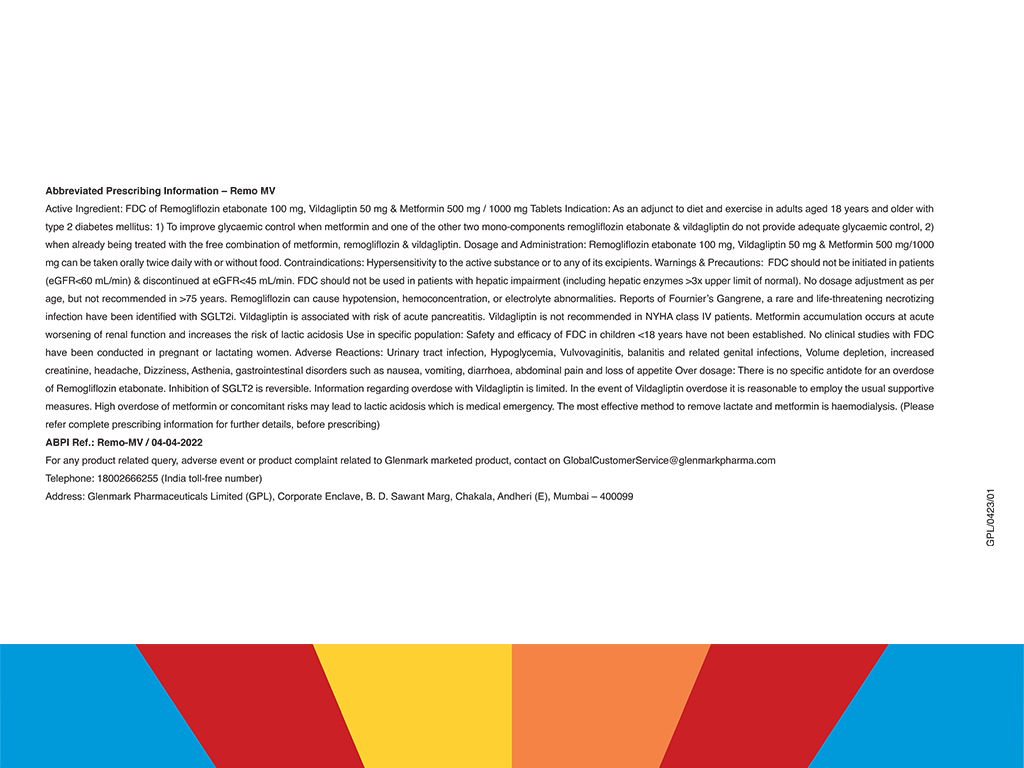 Abbreviated Prescribing Information – Remo MV
Active Ingredient: FDC of Remogliflozin etabonate 100 mg, Vildagliptin 50 mg & Metformin 500 mg / 1000 mg Tablets Indication: As an adjunct to diet and exercise in adults aged 18 years and older with
type 2 diabetes mellitus: 1) To improve glycaemic control when metformin and one of the other two mono-components remogliflozin etabonate & vildagliptin do not provide adequate glycaemic control, 2)
when already being treated with the free combination of metformin, remogliflozin & vildagliptin. Dosage and Administration: Remogliflozin etabonate 100 mg, Vildagliptin 50 mg & Metformin 500 mg/1000
mg can be taken orally twice daily with or without food. Contraindications: Hypersensitivity to the active substance or to any of its excipients. Warnings & Precautions: FDC should not be initiated in patients
(eGFR<60 mL/min) & discontinued at eGFR<45 mL/min. FDC should not be used in patients with hepatic impairment (including hepatic enzymes >3x upper limit of normal). No dosage adjustment as per
age, but not recommended in >75 years. Remogliflozin can cause hypotension, hemoconcentration, or electrolyte abnormalities. Reports of Fournier's Gangrene, a rare and life-threatening necrotizing
infection have been identified with SGLT2i. Vildagliptin is associated with risk of acute pancreatitis. Vildagliptin is not recommended in NYHA class IV patients. Metformin accumulation occurs at acute
worsening of renal function and increases the risk of lactic acidosis Use in specific population: Safety and efficacy of FDC in children <18 years have not been established. No clinical studies with FDC
have been conducted in pregnant or lactating women. Adverse Reactions: Urinary tract infection, Hypoglycemia, Vulvovaginitis, balanitis and related genital infections, Volume depletion, increased
creatinine, headache, Dizziness, Asthenia, gastrointestinal disorders such as nausea, vomiting, diarrhoea, abdominal pain and loss of appetite Over dosage: There is no specific antidote for an overdose
of Remogliflozin etabonate. Inhibition of SGLT2 is reversible. Information regarding overdose with Vildagliptin is limited. In the event of Vildagliptin overdose it is reasonable to employ the usual supportive
measures. High overdose of metformin or concomitant risks may lead to lactic acidosis which is medical emergency. The most effective method to remove lactate and metformin is haemodialysis. (Please
refer complete prescribing information for further details, before prescribing)
ABPI Ref.: Remo-MV / 04-04-2022
For any product related query, adverse event or product complaint related to Glenmark marketed product, contact on GlobalCustomerService@glenmarkpharma.com
Telephone: 18002666255 (India toll-free number)
Address: Glenmark Pharmaceuticals Limited (GPL), Corporate Enclave, B. D. Sawant Marg, Chakala, Andheri (E), Mumbai – 400099
GPL/0423/01